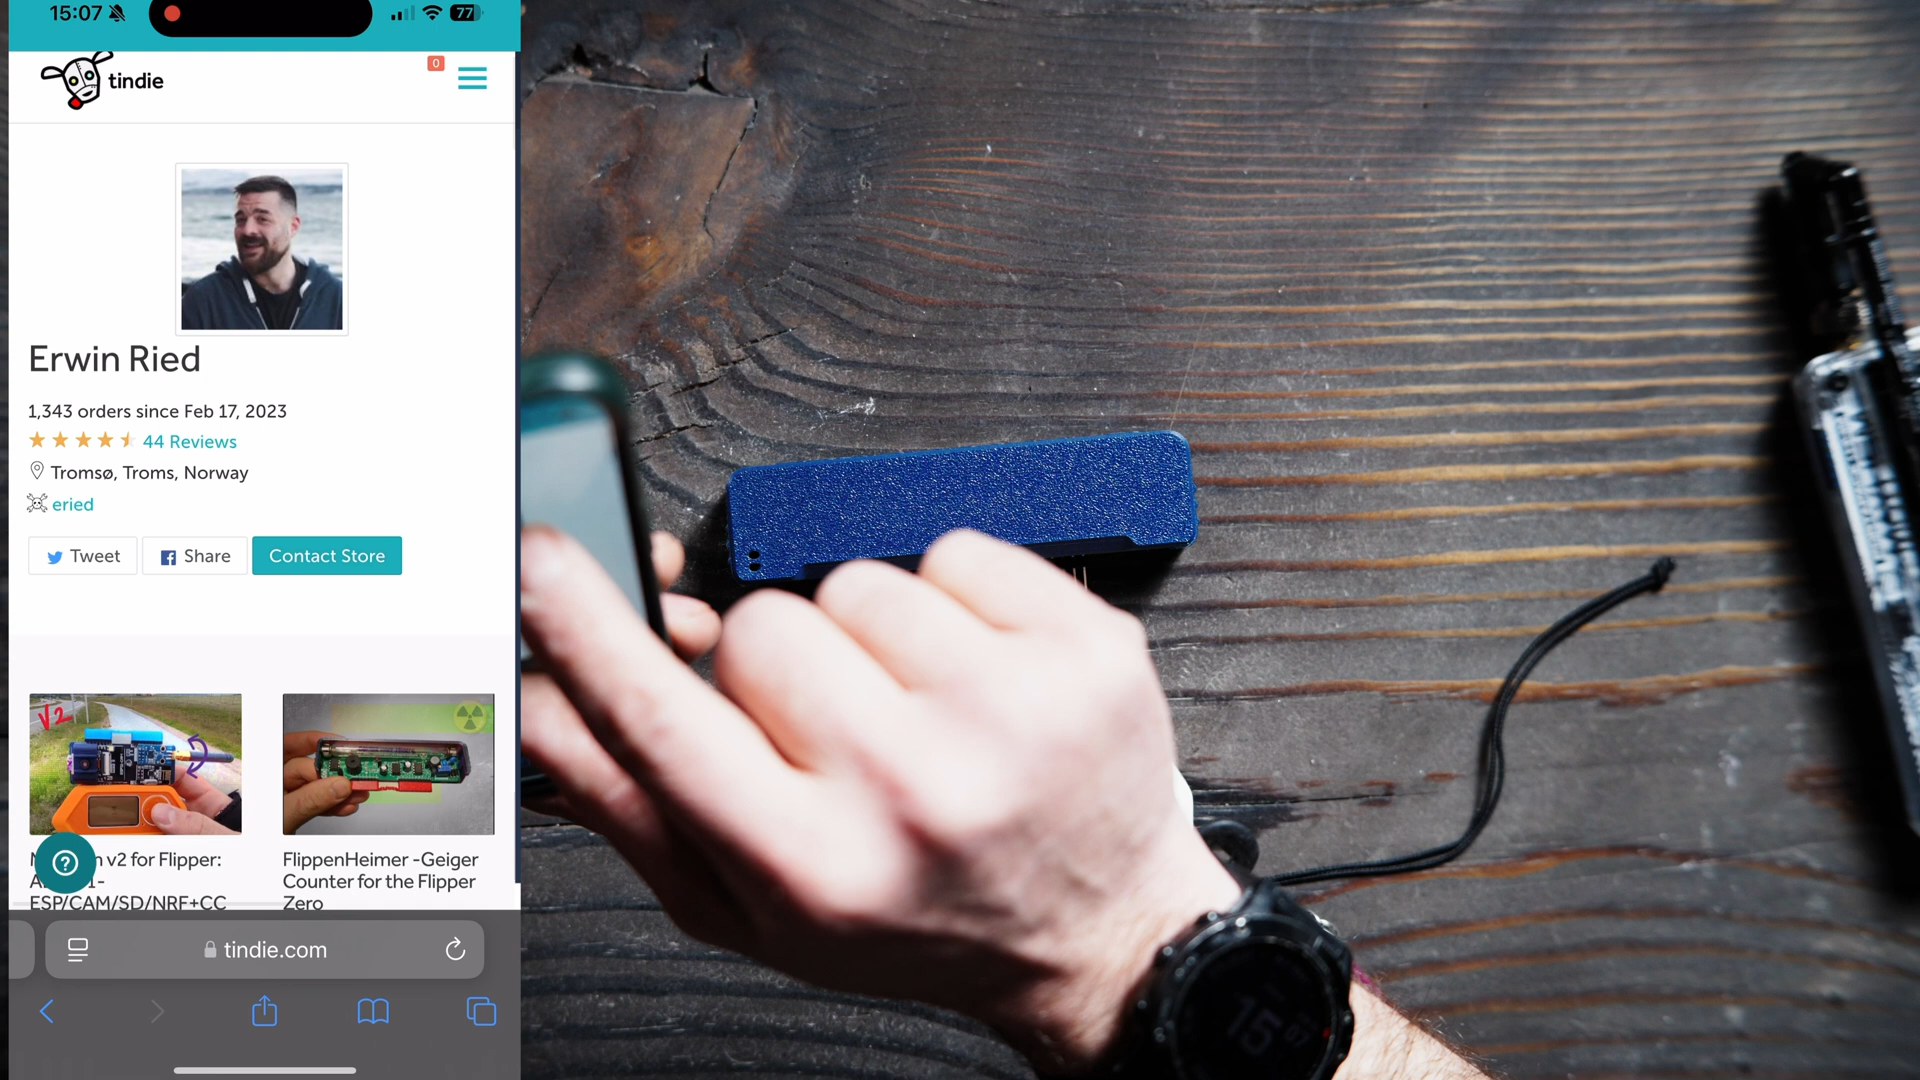 15:07
77
tindie
0
Erwin Ried
1,343 orders since Feb 17, 2023
44 Reviews
Tromsø, Troms, Norway
eried
Tweet
Share
Contact Store
V2
v2 for Flipper:
ESP/CAM/SD/NRF+CC
FlippenHeimer -Geiger
Counter for the Flipper
Zero
tindie.com
15